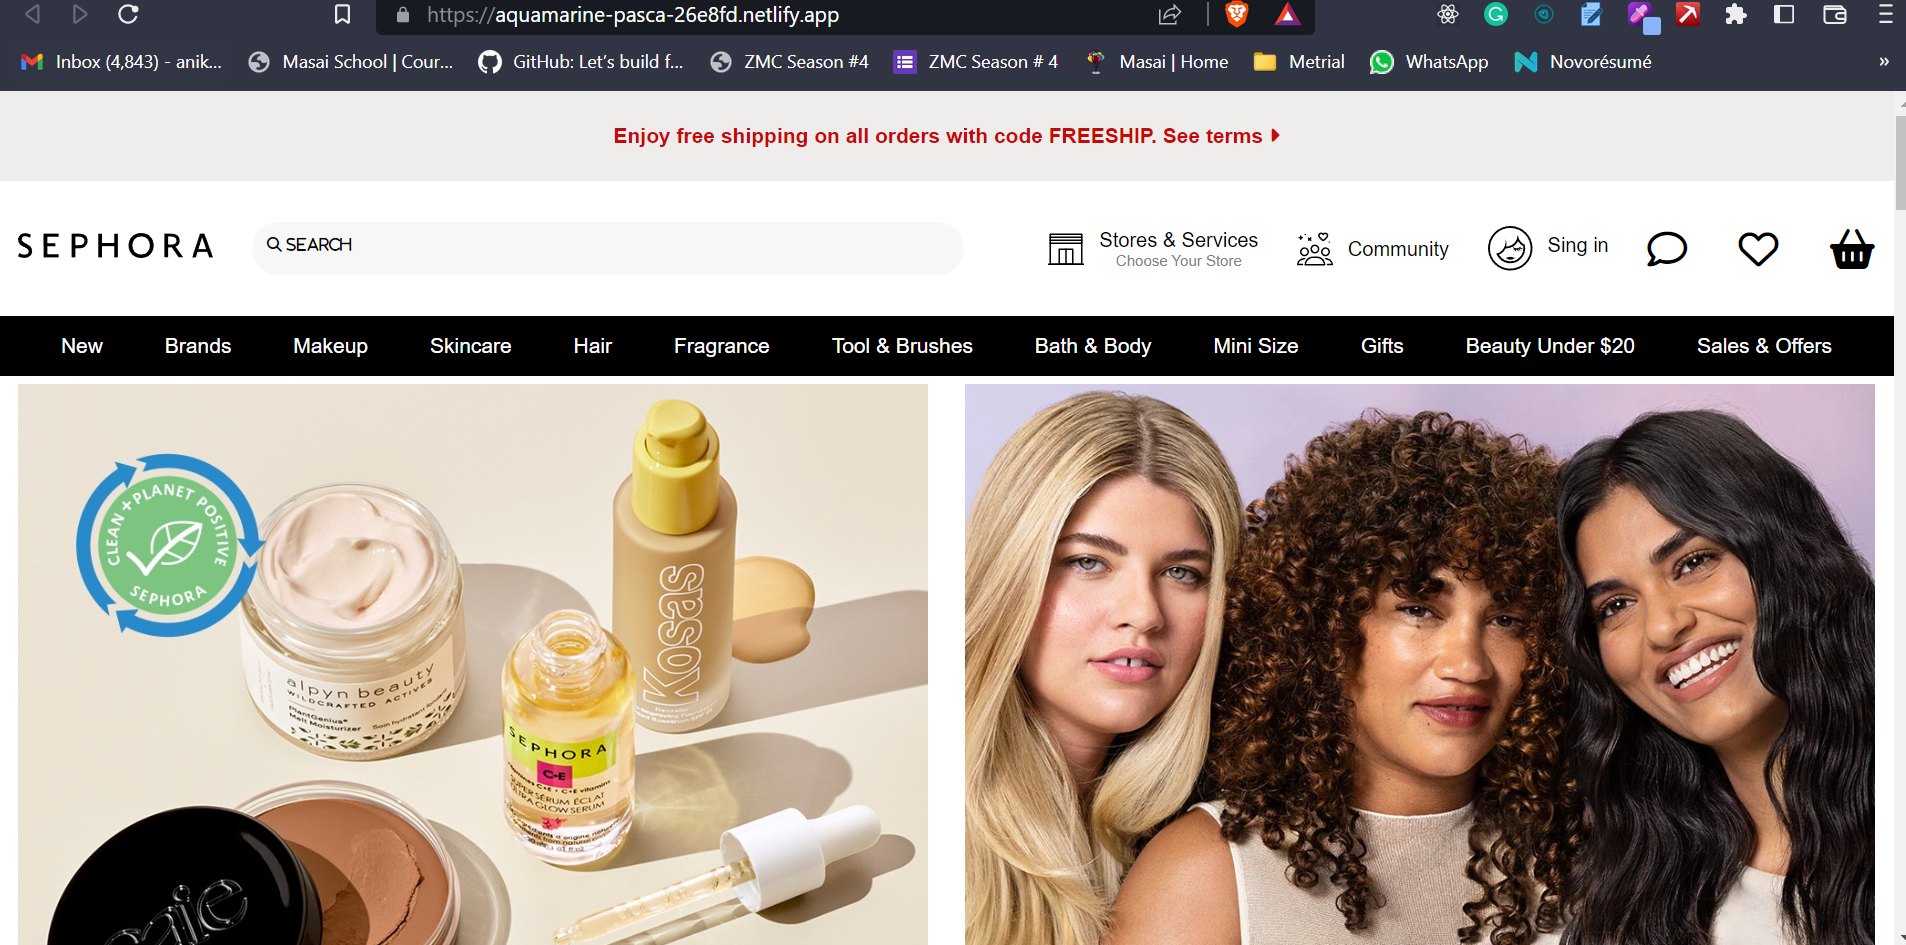 https://aquamarine-pasca-26e8fd.netlify.app
Inbox (4,843) - anik...
Masai School | Cour...
GitHub: Let's build f...
ZMC Season #4
ZMC Season # 4
Masai | Home
Metrial
WhatsApp
Novorésumé
»
Enjoy free shipping on all orders with code FREESHIP. See terms
SEPHORA
SEARCH
Stores & Services
Choose Your Store
Community
Sing in
New
Brands
Makeup
Skincare
Hair
Fragrance
Tool & Brushes
Bath & Body
Mini Size
Gifts
Beauty Under $20
Sales & Offers
CLEAN + PLANET POSITIVE
SEPHORA
alpyn beauty
WILDCRAFTED ACTIVES
PlantGenius®
Melt Moisturizer
Soin hydratant fondant
Kosas
SEPHORA
C+E
SUPER SÉRUM ÉCLAT
ULTRA GLOW SERUM